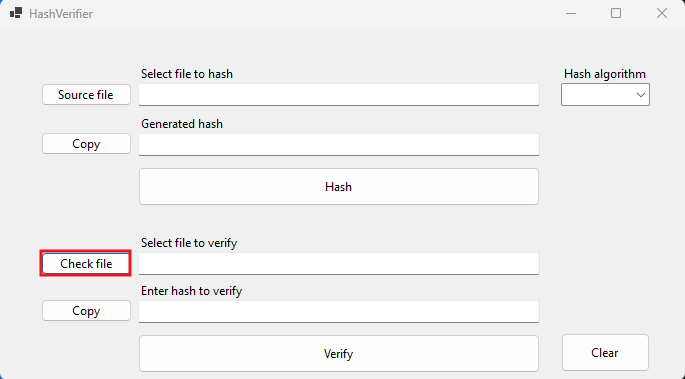 HashVerifier
Select file to hash
Hash algorithm
Source file
Generated hash
Copy
Hash
Select file to verify
Check file
Enter hash to verify
Copy
Verify
Clear